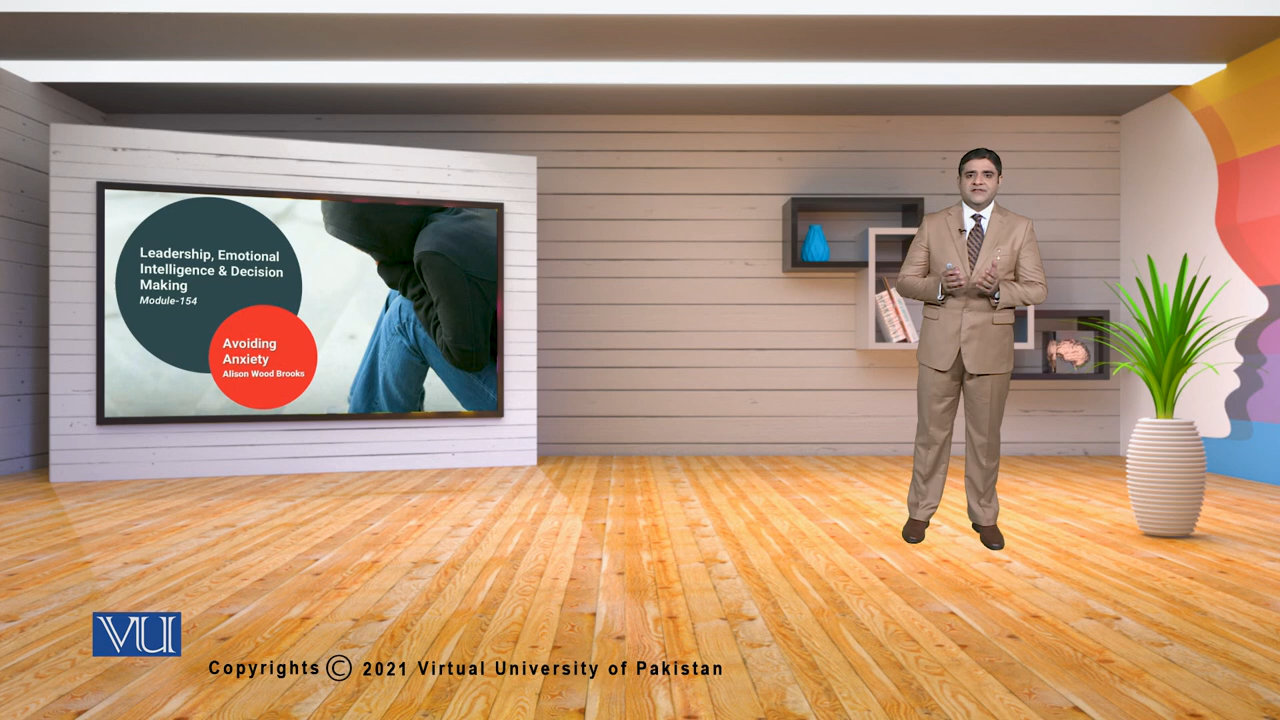 Leadership, Emotional
Intelligence & Decision
Making
Module-154
Avoiding
Anxiety
Alison Wood Brooks
VU
Copyrights © 2021 Virtual University of Pakistan